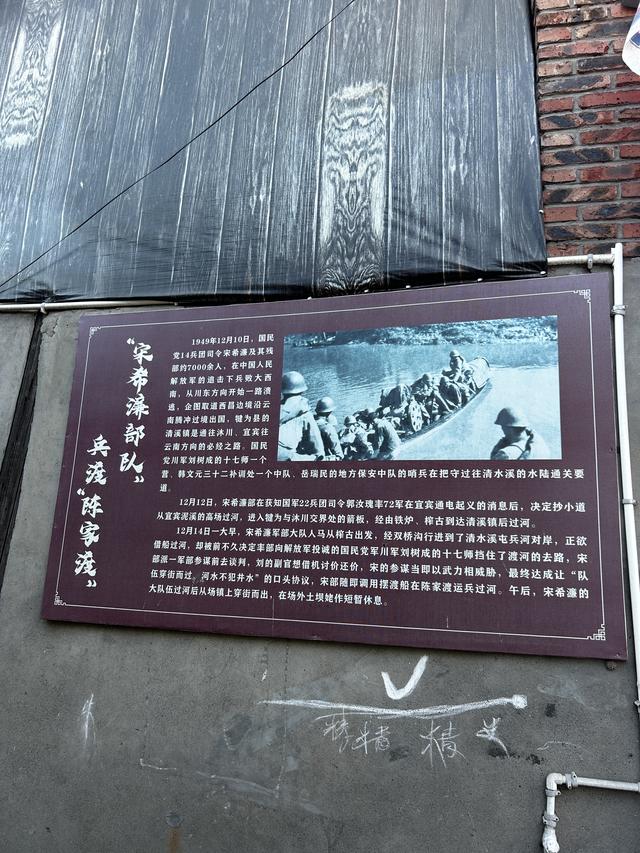 “宋希濂部队”
兵渡“陈家渡”
1949年12月10日，国民
党14兵团司令宋希濂及其残
部约7000余人，在中国人民
解放军的追击下兵败大西
南，从川东方向开始一路溃
逃，企图取道西昌边境沿云
南腾冲过境出国，犍为县的
清溪镇是通往沐川、宜宾往
云南方向的必经之路。国民
党川军刘树成的十七师一个
营、韩文元三十二补训处一个中队、岳瑞民的地方保安中队的哨兵在把守过往清水溪的水陆通关要
道。
12月12日，宋希濂部在获知国军22兵团司令郭汝瑰率72军在宜宾通电起义的消息后，决定抄小道
从宜宾泥溪的高场过河，进入犍为与沐川交界处的箭板，经由铁炉、榨古到达清溪镇后过河。
12月14日一大早，宋希濂军部大队人马从榨古出发，经双桥沟行进到了清水溪屯兵河对岸，正欲
借船过河，却被前不久决定率部向解放军投诚的国民党军川军刘树成的十七师挡住了渡河的去路，宋
部派一军部参谋前去谈判，刘的副官想借机讨价还价，宋的参谋当即以武力相威胁，最终达成让“队
伍穿街而过，河水不犯井水”的口头协议，宋部随即调用摆渡船在陈家渡运兵过河。午后，宋希濂的
大队伍过河后从场镇上穿街而出，在场外土坝姥作短暂休息。